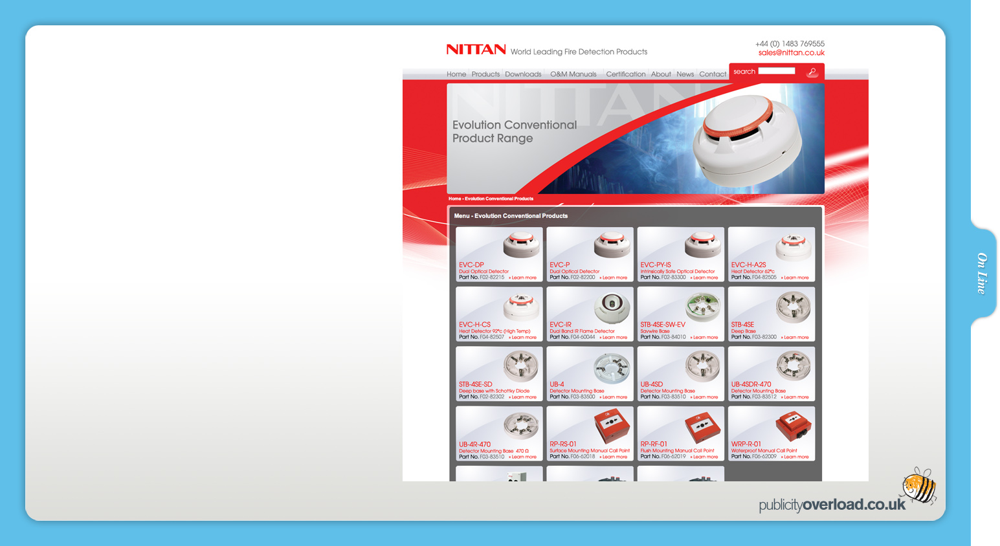 NITTAN World Leading Fire Detection Products
+44 (0) 1483 769555
sales@nittan.co.uk
Home Products Downloads O&M Manuals Certification About News Contact search
NITTAN
Evolution Conventional
Product Range
Home - Evolution Conventional Products
Menu - Evolution Conventional Products
EVC-DP
Dual Optical Detector
Part No. F02-82215 » Learn more
EVC-P
Dual Optical Detector
Part No. F02-82200 » Learn more
EVC-PY-IS
Intrinsically Safe Optical Detector
Part No. F02-83300 » Learn more
EVC-H-A2S
Heat Detector 62ºc
Part No. F04-82505 » Learn more
EVC-H-CS
Heat Detector 92ºc (High Temp)
Part No. F04-82507 » Learn more
EVC-IR
Dual Band IR Flame Detector
Part No. F04-60044 » Learn more
STB-4SE-SW-EV
Savwire Base
Part No. F03-84010 » Learn more
STB-4SE
Deep Base
Part No. F03-82300 » Learn more
STB-4SE-SD
Deep base with Schottky Diode
Part No. F02-82302 » Learn more
UB-4
Detector Mounting Base
Part No. F03-83500 » Learn more
UB-4SD
Detector Mounting Base
Part No. F03-83510 » Learn more
UB-4SDR-470
Detector Mounting Base
Part No. F03-83512 » Learn more
UB-4R-470
Detector Mounting Base 470 Ω
Part No. F03-83510 » Learn more
RP-RS-01
Surface Mounting Manual Call Point
Part No. F06-62018 » Learn more
RP-RF-01
Flush Mounting Manual Call Point
Part No. F06-62019 » Learn more
WRP-R-01
Waterproof Manual Call Point
Part No. F06-62009 » Learn more
On Line
publicityoverload.co.uk